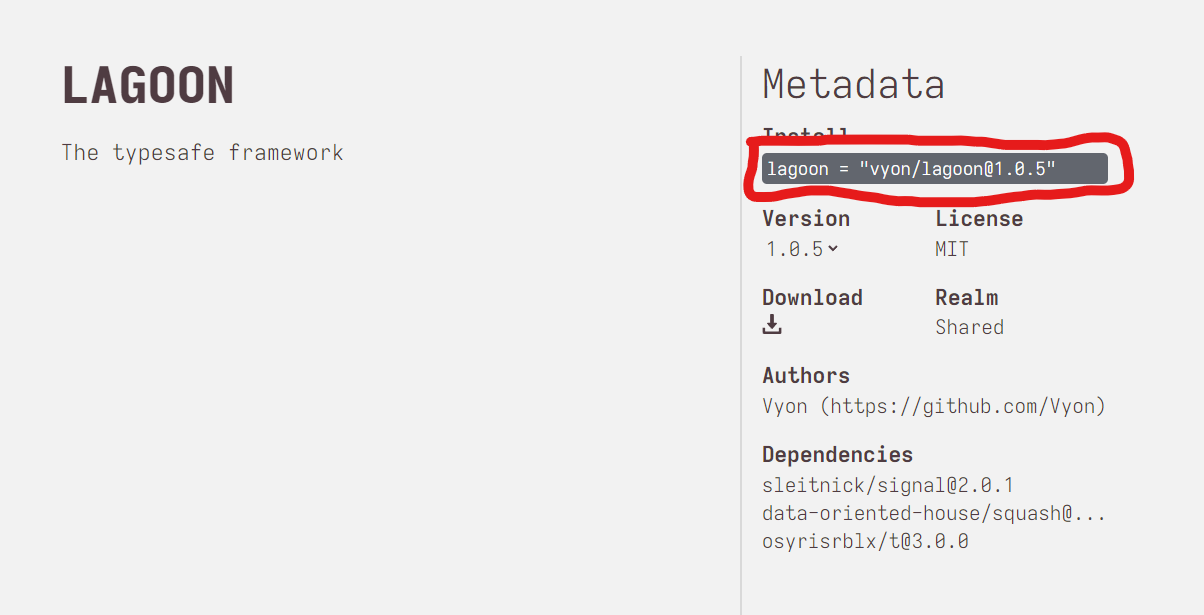 LAGOON
The typesafe framework
Metadata
Install
lagoon = "vyon/lagoon@1.0.5"
Version
License
1.0.5
MIT
Download
Realm
Shared
Authors
Vyon (https://github.com/Vyon)
Dependencies
sleitnick/signal@2.0.1
data-oriented-house/squash@...
osyrisrblx/t@3.0.0